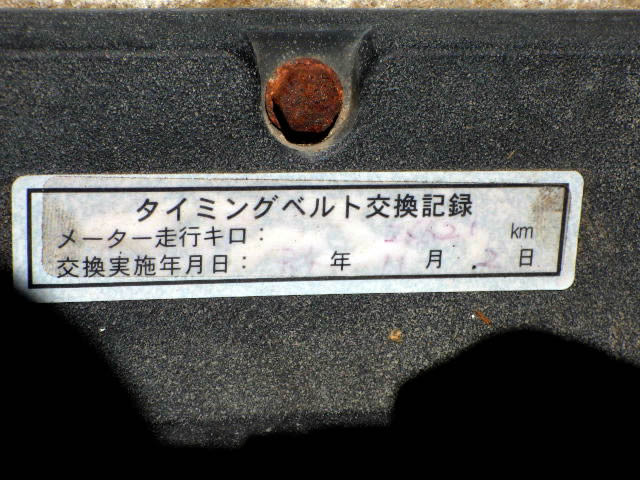 タイミングベルト交換記録
メーター走行キロ： km
交換実施年月日： 年 月 2日